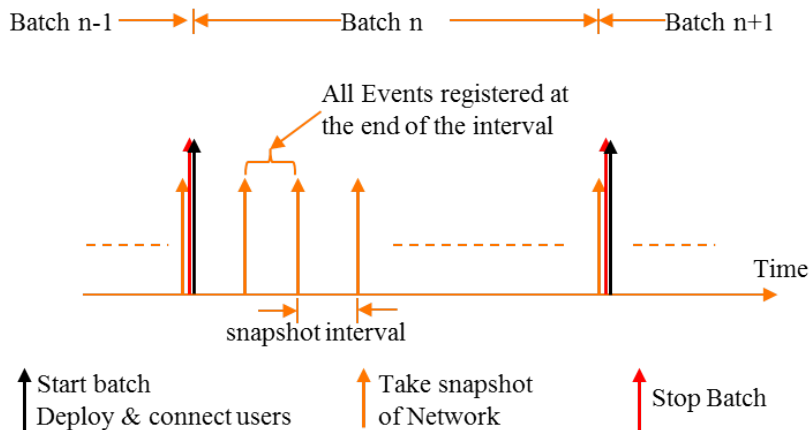 Batch n-1
Batch n
Batch n+1
All Events registered at
the end of the interval
Time
snapshot interval
Start batch
Deploy & connect users
Take snapshot
of Network
Stop Batch